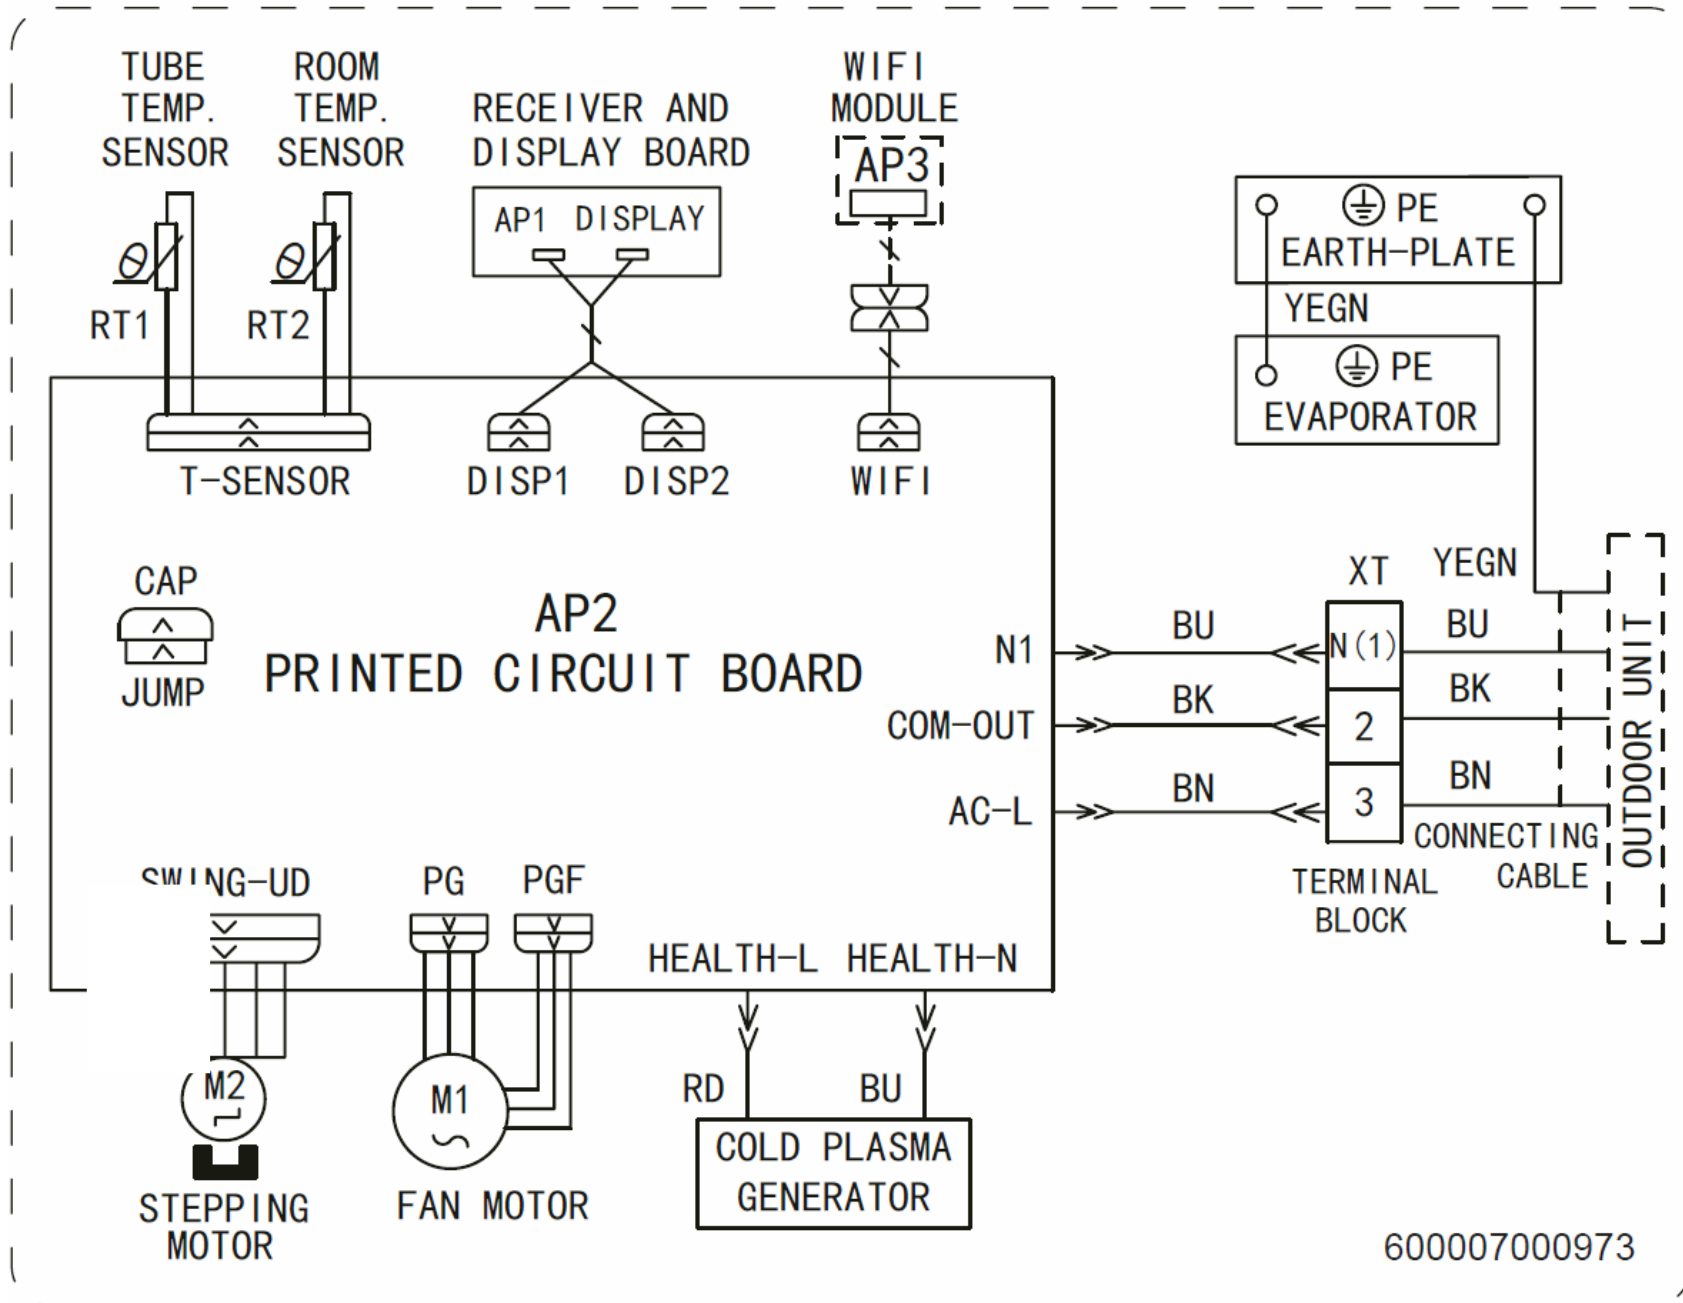 TUBE
TEMP.
SENSOR
ROOM
TEMP.
SENSOR
RECEIVER AND
DISPLAY BOARD
WIFI
MODULE
AP3
AP1 DISPLAY
RT1
RT2
PE
EARTH-PLATE
YEGN
PE
EVAPORATOR
T-SENSOR
DISP1
DISP2
WIFI
CAP
JUMP
AP2
PRINTED CIRCUIT BOARD
N1
COM-OUT
AC-L
BU
BK
BN
XT
N(1)
2
3
TERMINAL
BLOCK
YEGN
BU
BK
BN
CONNECTING
CABLE
OUTDOOR UNIT
SWING-UD
PG
PGF
HEALTH-L
HEALTH-N
M2
M1
RD
BU
STEPPING
MOTOR
FAN MOTOR
COLD PLASMA
GENERATOR
600007000973